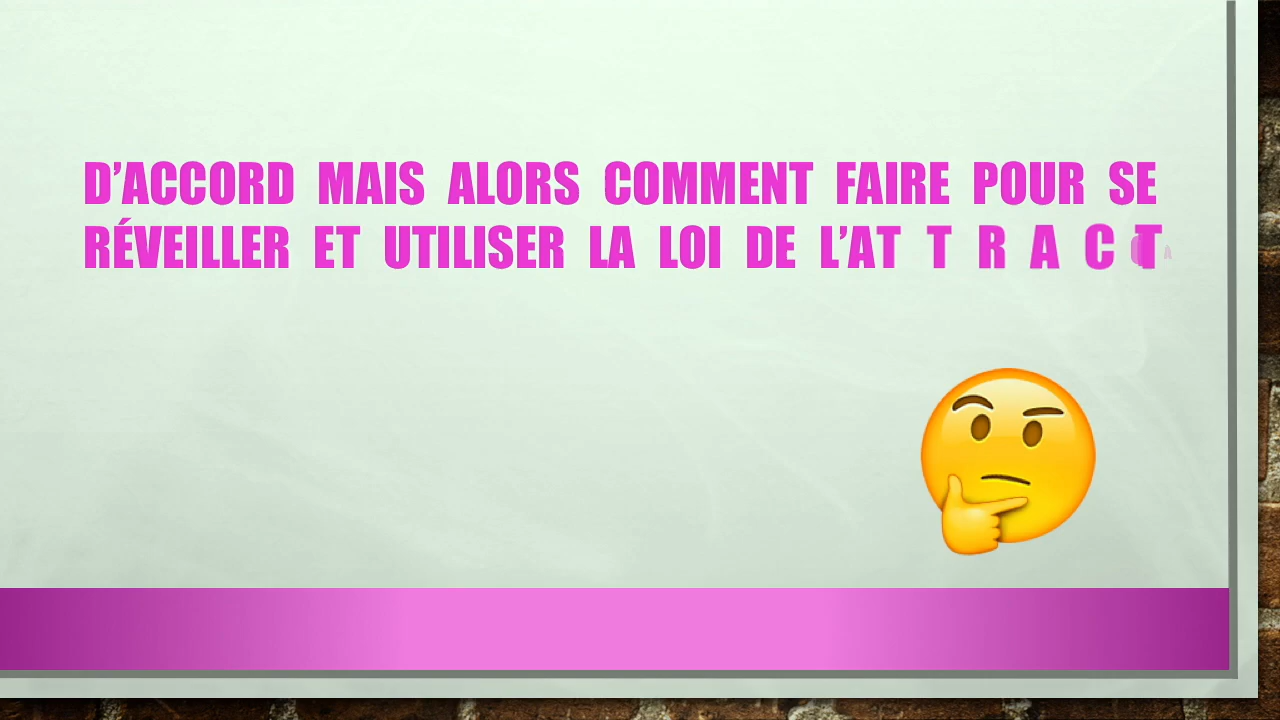 D’ACCORD MAIS ALORS COMMENT FAIRE POUR SE
RÉVEILLER ET UTILISER LA LOI DE L’AT T R A C T